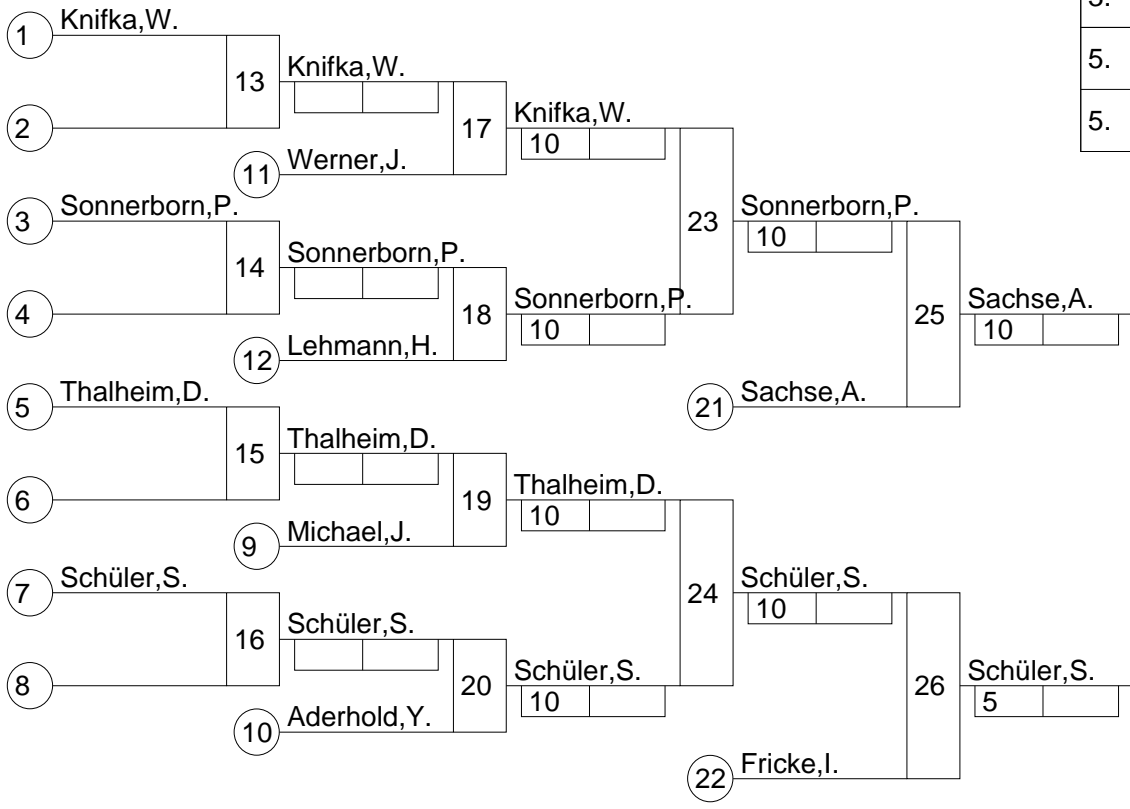 3.
5.
5.
1 Knifka,W.
13 Knifka,W.
2
17 Knifka,W.
10
11 Werner,J.
3 Sonnerborn,P.
23 Sonnerborn,P.
10
14 Sonnerborn,P.
4
18 Sonnerborn,P.
10
25 Sachse,A.
10
12 Lehmann,H.
5 Thalheim,D.
21 Sachse,A.
15 Thalheim,D.
6
19 Thalheim,D.
10
9 Michael,J.
7 Schüler,S.
24 Schüler,S.
10
16 Schüler,S.
8
20 Schüler,S.
10
26 Schüler,S.
5
10 Aderhold,Y.
22 Fricke,I.